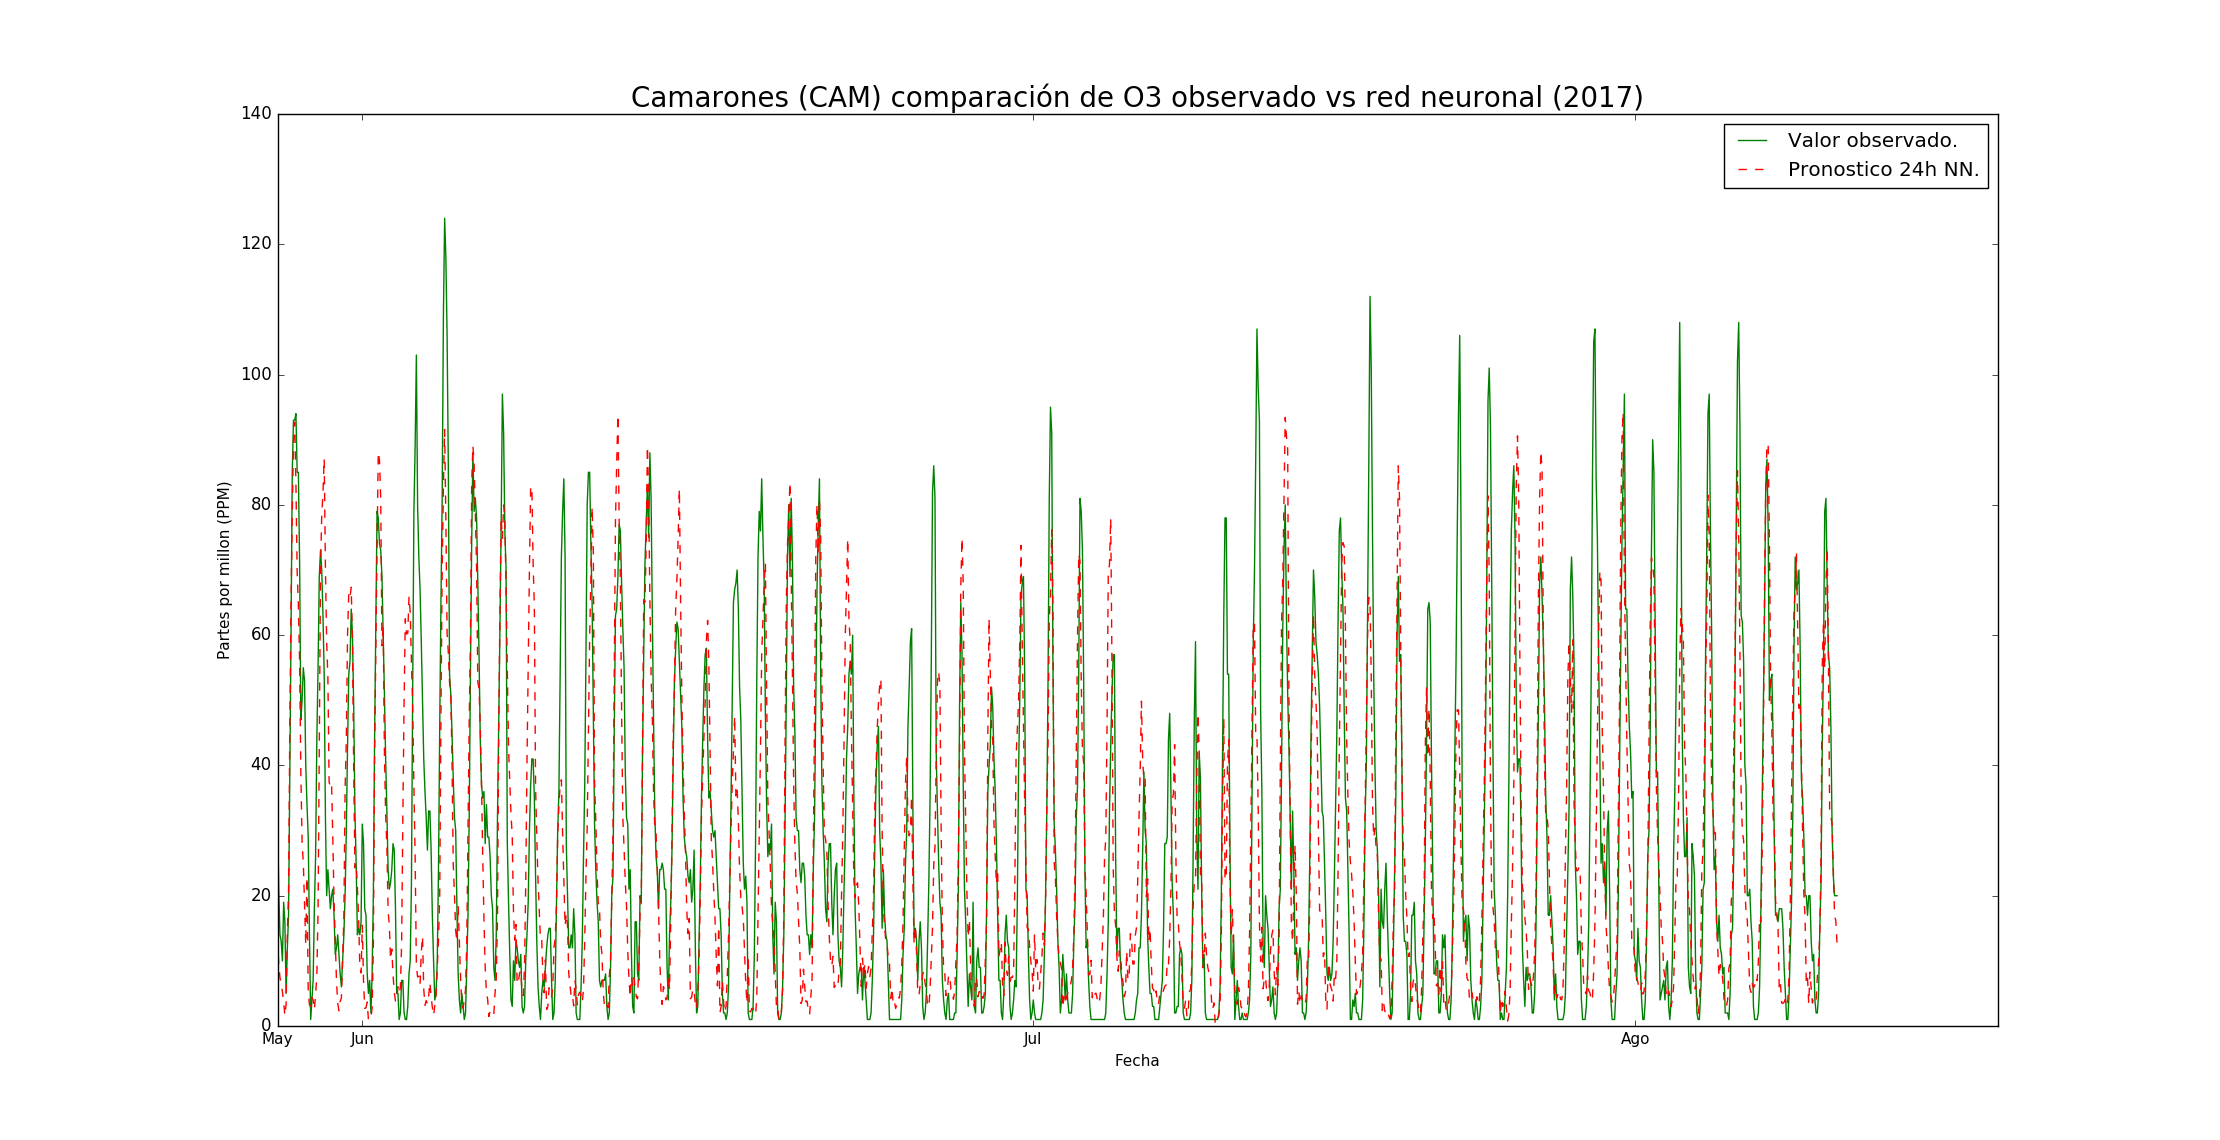 Camarones (CAM) comparación de O3 observado vs red neuronal (2017)
140
120
100
80
60
40
20
0
Partes por millon (PPM)
Valor observado.
Pronostico 24h NN.
May Jun Jul Ago
Fecha